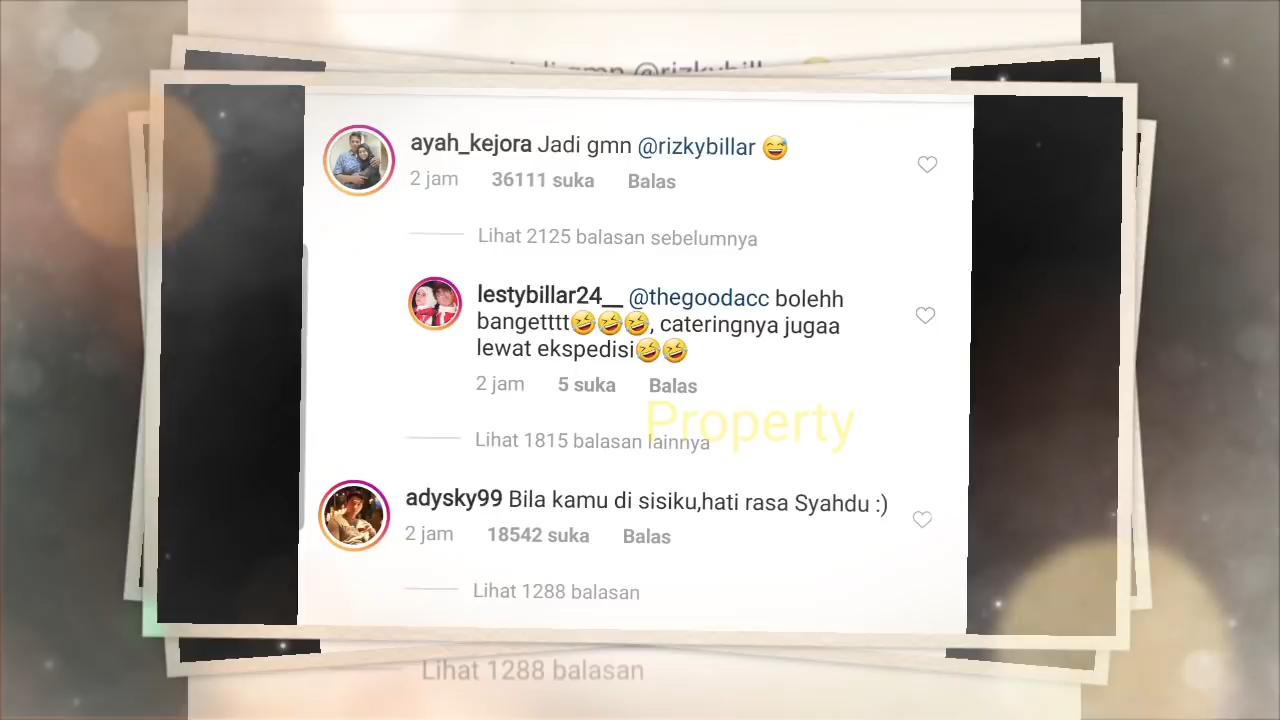 ayah_kejora Jadi gmn @rizkybillar 😅
2 jam 36111 suka Balas
Lihat 2125 balasan sebelumnya
lestybillar24__ @thegoodacc bolehh
bangetttt🤣🤣🤣, cateringnya jugaa
lewat ekspedisi🤣🤣
2 jam 5 suka Balas
Property
Lihat 1815 balasan lainnya
adysky99 Bila kamu di sisiku,hati rasa Syahdu :)
2 jam 18542 suka Balas
Lihat 1288 balasan
Lihat 1288 balasan